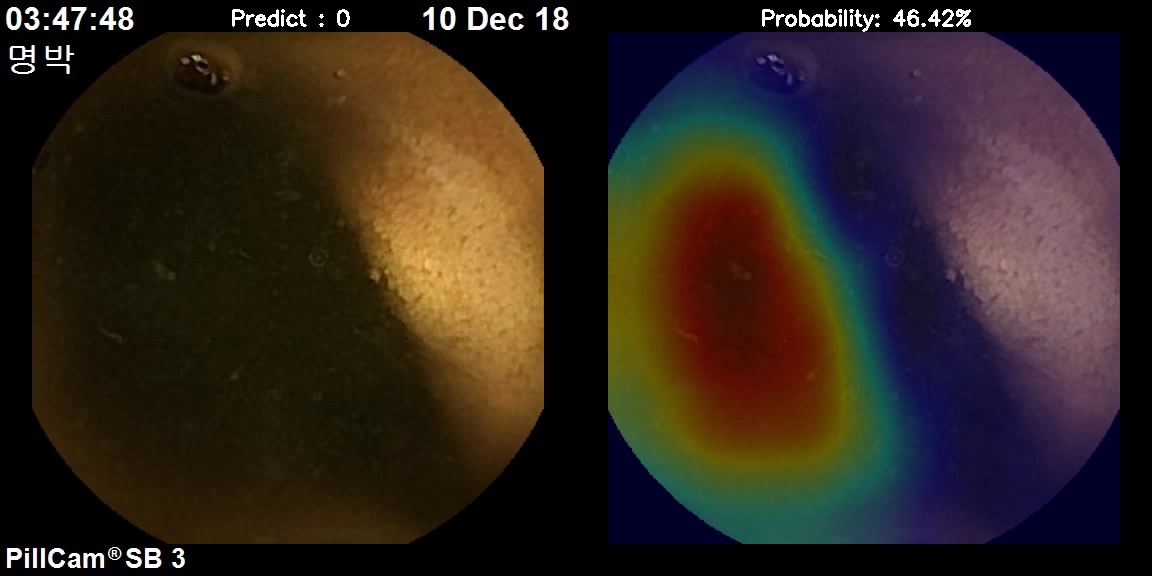 03:47:48
Predict : 0
10 Dec 18
Probability: 46.42%
명박
PillCam® SB 3